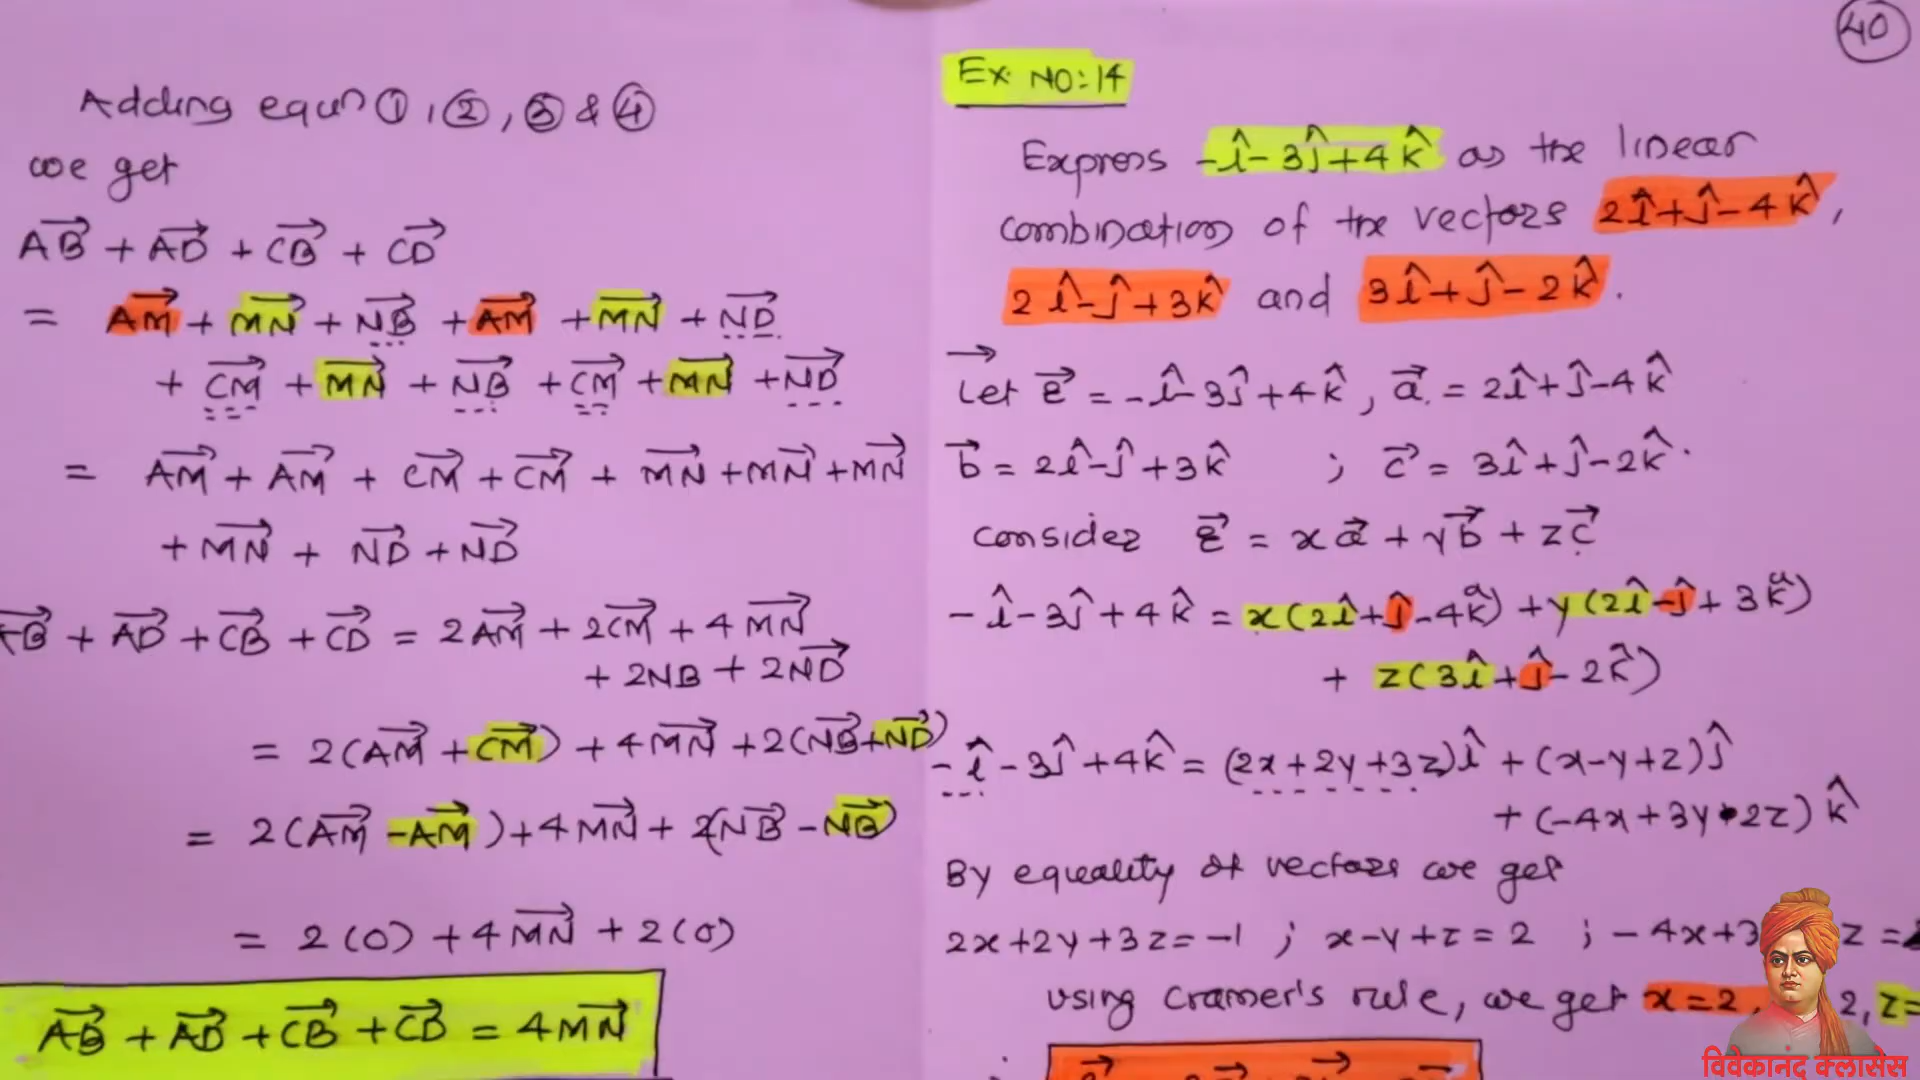 Adding equn ①, ②, ③ & ④
we get
AB⃗ + AD⃗ + CB⃗ + CD⃗
= AM⃗ + MN⃗ + NB⃗ + AM⃗ + MN⃗ + ND⃗
+ CM⃗ + MN⃗ + NB⃗ + CM⃗ + MN⃗ + ND⃗
= AM⃗ + AM⃗ + CM⃗ + CM⃗ + MN⃗ + MN⃗ + MN⃗
+ MN⃗ + ND⃗ + ND⃗
AB⃗ + AD⃗ + CB⃗ + CD⃗ = 2AM⃗ + 2CM⃗ + 4MN⃗
+ 2NB + 2ND⃗
= 2(AM⃗ + CM⃗) + 4MN⃗ + 2(NB⃗ + ND⃗)
= 2(AM⃗ - AM⃗) + 4MN⃗ + 2(NB⃗ - NB⃗)
= 2(0) + 4MN⃗ + 2(0)
AB⃗ + AD⃗ + CB⃗ + CD⃗ = 4MN⃗
40
Ex. NO: 14
Express -î - 3ĵ + 4k̂ as the linear
combination of the vectors 2î + ĵ - 4k̂,
2î - ĵ + 3k̂ and 3î + ĵ - 2k̂.
→
Let r⃗ = -î - 3ĵ + 4k̂, a⃗ = 2î + ĵ - 4k̂
b⃗ = 2î - ĵ + 3k̂ ; c⃗ = 3î + ĵ - 2k̂.
consider r⃗ = xa⃗ + yb⃗ + zc⃗
-î - 3ĵ + 4k̂ = x(2î + ĵ - 4k̂) + y(2î - ĵ + 3k̂)
+ z(3î + ĵ - 2k̂)
-î - 3ĵ + 4k̂ = (2x + 2y + 3z)î + (x - y + z)ĵ
+ (-4x + 3y - 2z)k̂
By equality of vectors we get
2x + 2y + 3z = -1 ; x - y + z = 2 ; -4x + 3 z =
using cramer's rule, we get x = 2, 2, z =
विवेकानंद क्लासेस